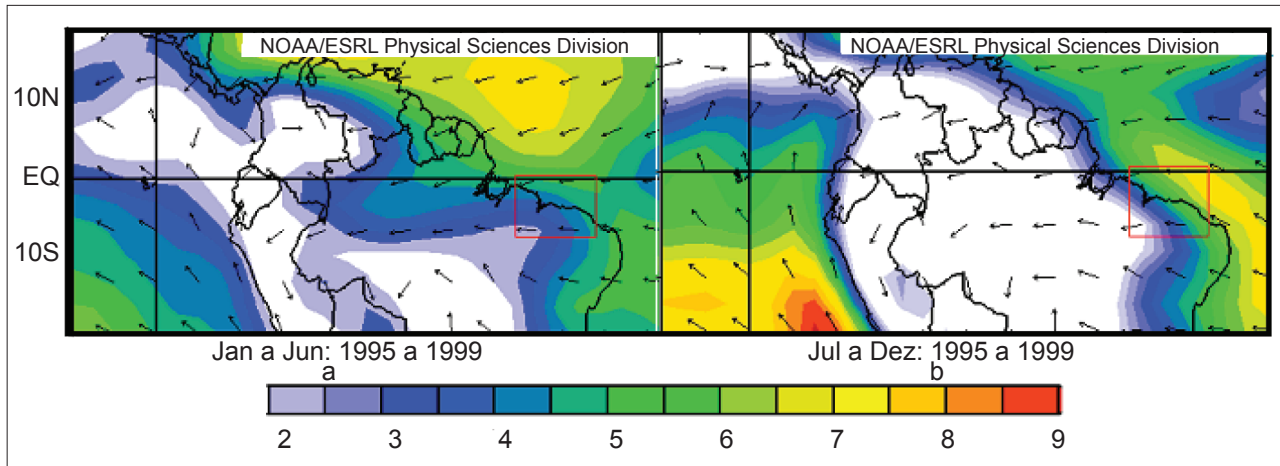 NOAA/ESRL Physical Sciences Division
NOAA/ESRL Physical Sciences Division
10N
EQ
10S
Jan a Jun: 1995 a 1999
Jul a Dez: 1995 a 1999
a
b
2 3 4 5 6 7 8 9